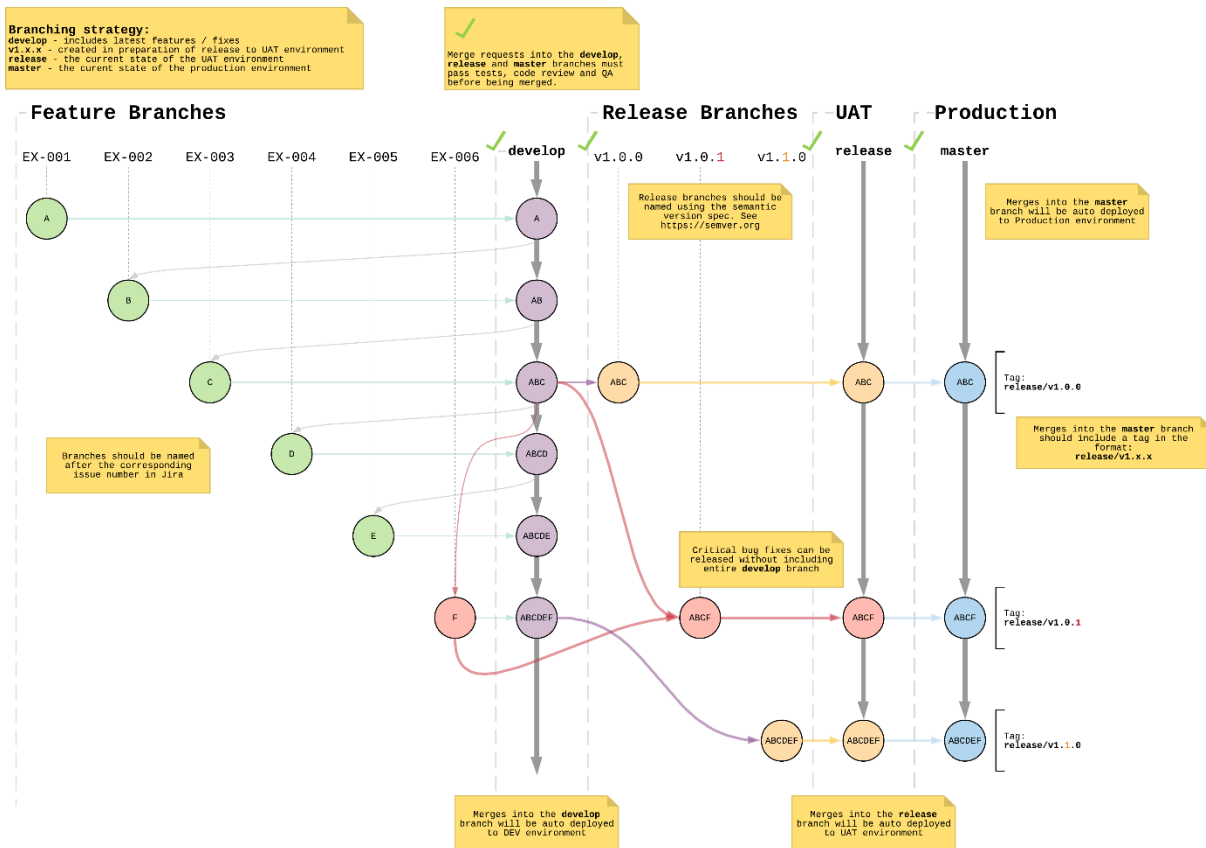 Branching strategy:
develop - includes latest features / fixes
v1.x.x - created in preparation of release to UAT environment
release - the current state of the UAT environment
master - the curent state of the production environment
Merge requests into the develop,
release and master branches must
pass tests, code review and QA
before being merged.
Feature Branches
Release Branches
UAT
Production
EX-001
EX-002
EX-003
EX-004
EX-005
EX-006
develop
v1.0.0
v1.0.1
v1.1.0
release
master
Release branches should be
named using the semantic
version spec. See
https://semver.org
Merges into the master
branch will be auto deployed
to Production environment
A
A
B
AB
C
ABC
ABC
ABC
ABC
Tag:
release/v1.0.0
Merges into the master branch
should include a tag in the
format:
release/v1.x.x
Branches should be named
after the corresponding
issue number in Jira
D
ABCD
E
ABCDE
Critical bug fixes can be
released without including
entire develop branch
F
ABCDEF
ABCF
ABCF
ABCF
Tag:
release/v1.0.1
ABCDEF
ABCDEF
ABCDEF
Tag:
release/v1.1.0
Merges into the develop
branch will be auto deployed
to DEV environment
Merges into the release
branch will be auto deployed
to UAT environment